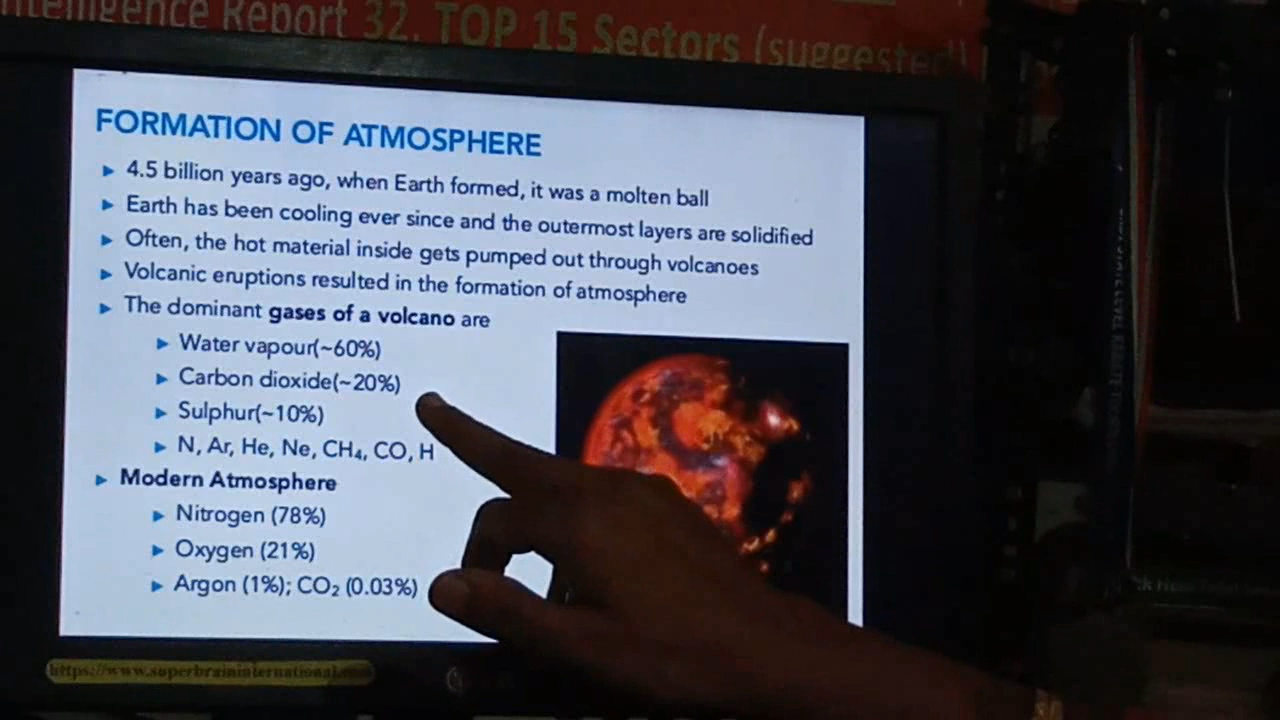 Intelligence Report 32. TOP 15 Sectors (suggested)
FORMATION OF ATMOSPHERE
▶ 4.5 billion years ago, when Earth formed, it was a molten ball
▶ Earth has been cooling ever since and the outermost layers are solidified
▶ Often, the hot material inside gets pumped out through volcanoes
▶ Volcanic eruptions resulted in the formation of atmosphere
▶ The dominant gases of a volcano are
▶ Water vapour(~60%)
▶ Carbon dioxide(~20%)
▶ Sulphur(~10%)
▶ N, Ar, He, Ne, CH₄, CO, H
▶ Modern Atmosphere
▶ Nitrogen (78%)
▶ Oxygen (21%)
▶ Argon (1%); CO₂ (0.03%)
https://www.superbraininternational.com